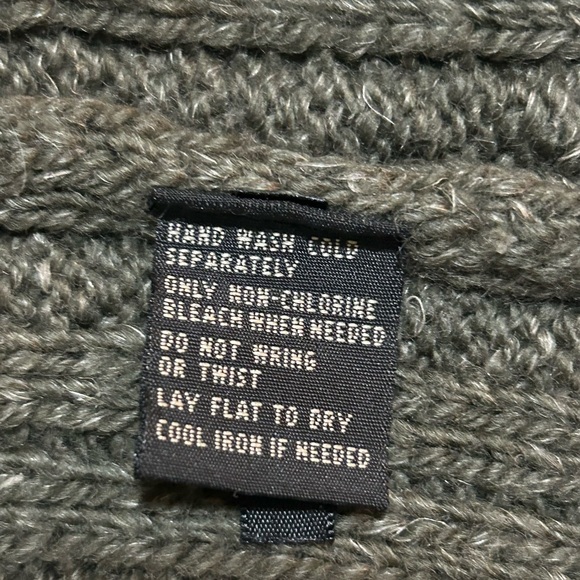 HAND WASH COLD
SEPARATELY
ONLY NON-CHLORINE
BLEACH WHEN NEEDED
DO NOT WRING
OR TWIST
LAY FLAT TO DRY
COOL IRON IF NEEDED